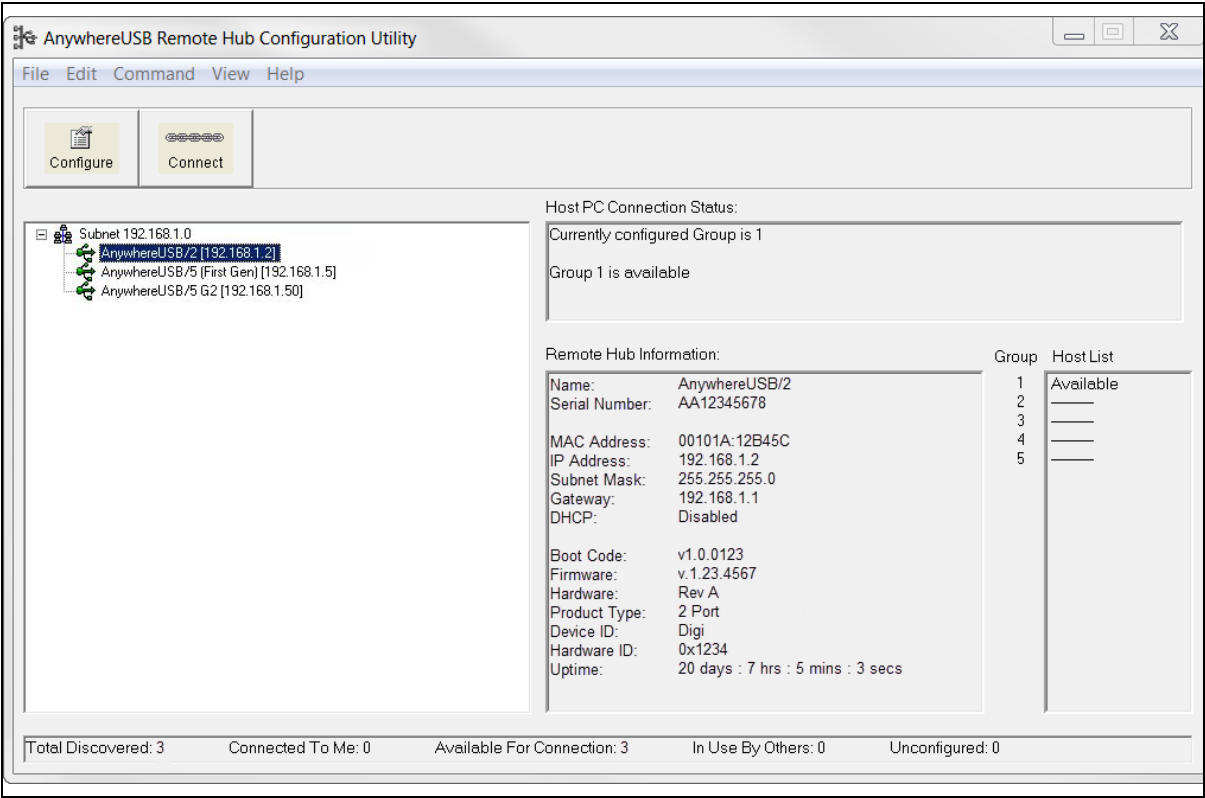 AnywhereUSB Remote Hub Configuration Utility
File Edit Command View Help
Configure Connect
Host PC Connection Status:
Subnet 192.168.1.0
AnywhereUSB/2 [192.168.1.2]
AnywhereUSB/5 (First Gen) [192.168.1.5]
AnywhereUSB/5 G2 [192.168.1.50]
Currently configured Group is 1
Group 1 is available
Remote Hub Information:
Name: AnywhereUSB/2
Serial Number: AA12345678
MAC Address: 00101A:12B45C
IP Address: 192.168.1.2
Subnet Mask: 255.255.255.0
Gateway: 192.168.1.1
DHCP: Disabled
Boot Code: v1.0.0123
Firmware: v.1.23.4567
Hardware: Rev A
Product Type: 2 Port
Device ID: Digi
Hardware ID: 0x1234
Uptime: 20 days : 7 hrs : 5 mins : 3 secs
Group Host List
1 Available
2 ———
3 ———
4 ———
5 ———
Total Discovered: 3 Connected To Me: 0 Available For Connection: 3 In Use By Others: 0 Unconfigured: 0